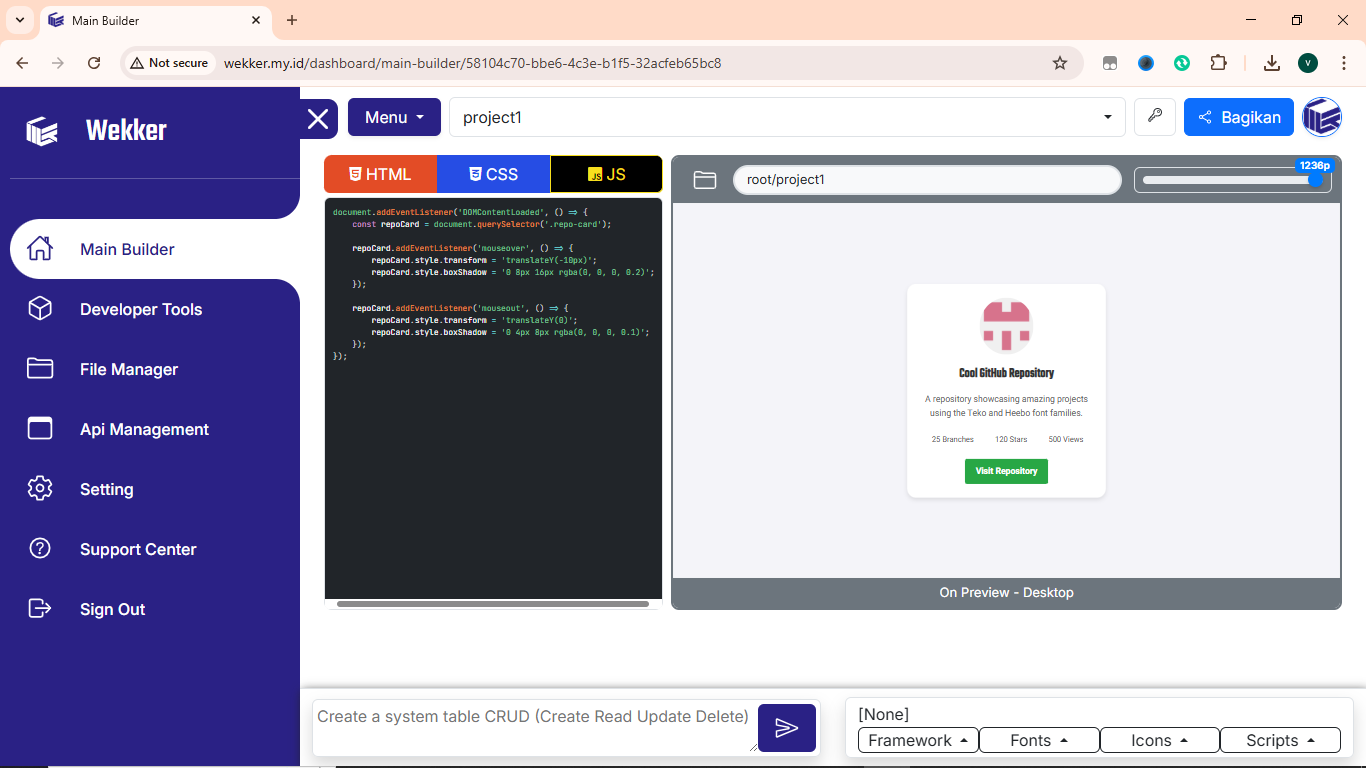 Main Builder
Not secure
wekker.my.id/dashboard/main-builder/58104c70-bbe6-4c3e-b1f5-32acfeb65bc8
V
Wekker
Main Builder
Developer Tools
File Manager
Api Management
Setting
Support Center
Sign Out
Menu
project1
Bagikan
HTML
CSS
JS
document.addEventListener('DOMContentLoaded', () => {
const repoCard = document.querySelector('.repo-card');
repoCard.addEventListener('mouseover', () => {
repoCard.style.transform = 'translateY(-10px)';
repoCard.style.boxShadow = '0 8px 16px rgba(0, 0, 0, 0.2)';
});
repoCard.addEventListener('mouseout', () => {
repoCard.style.transform = 'translateY(0)';
repoCard.style.boxShadow = '0 4px 8px rgba(0, 0, 0, 0.1)';
});
});
root/project1
1236p
Cool GitHub Repository
A repository showcasing amazing projects
using the Teko and Heebo font families.
25 Branches
120 Stars
500 Views
Visit Repository
On Preview - Desktop
Create a system table CRUD (Create Read Update Delete)
[None]
Framework
Fonts
Icons
Scripts